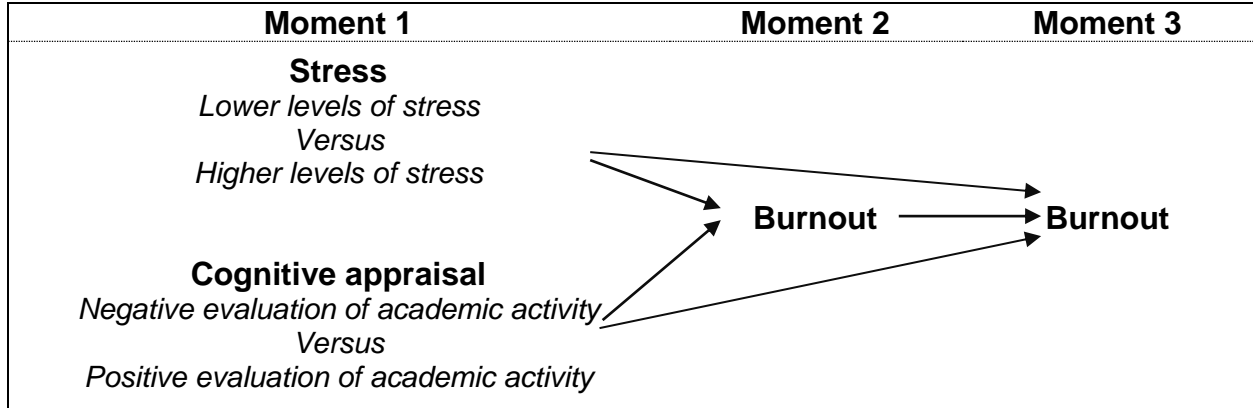 Moment 1 Moment 2 Moment 3
Stress
Lower levels of stress
Versus
Higher levels of stress
Burnout Burnout
Cognitive appraisal
Negative evaluation of academic activity
Versus
Positive evaluation of academic activity